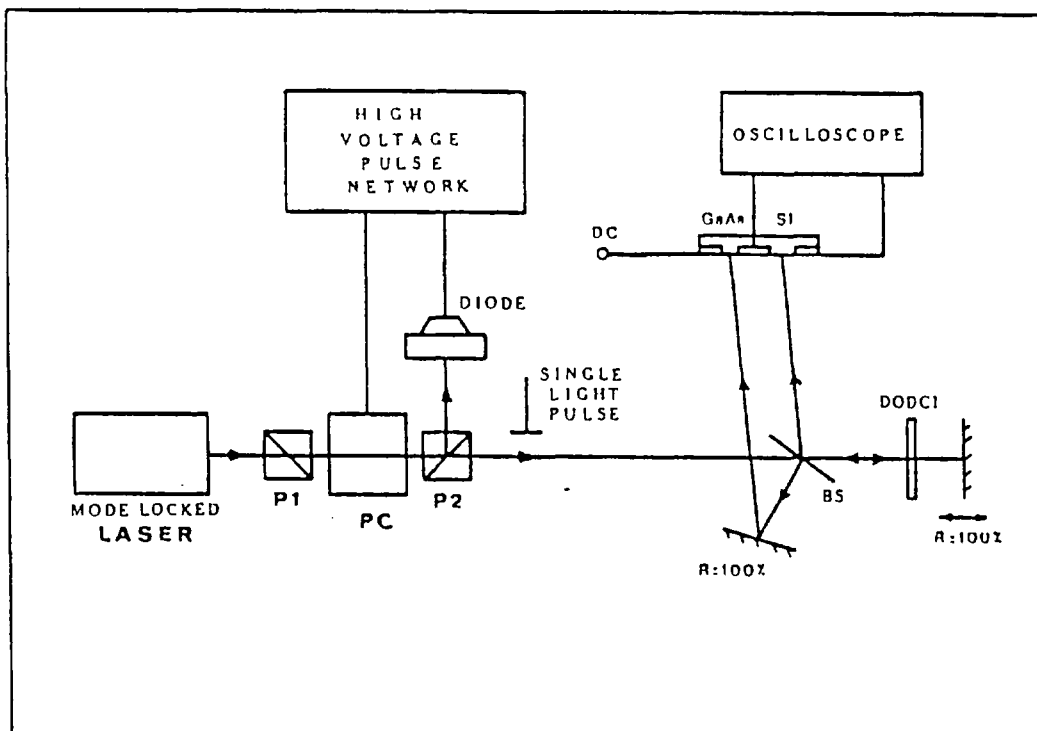 HIGH
VOLTAGE
PULSE
NETWORK
OSCILLOSCOPE
GaAs SI
DC
DIODE
SINGLE
LIGHT
PULSE
DODCI
MODE LOCKED
LASER
P1
PC
P2
BS
R:100%
R:100%